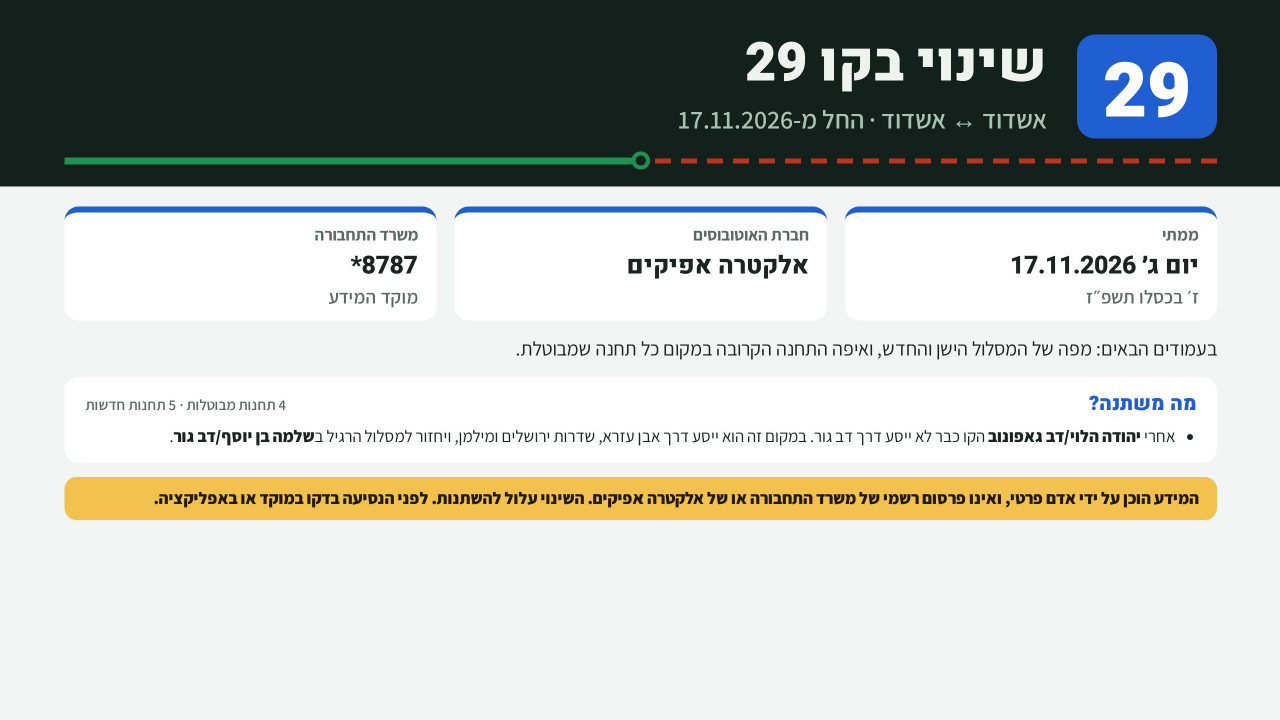 29
שינוי בקו 29
אשדוד ↔ אשדוד · החל מ-17.11.2026
ממתי
יום ג׳ 17.11.2026
ז׳ בכסלו תשפ״ז
חברת האוטובוסים
אלקטרה אפיקים
משרד התחבורה
*8787
מוקד המידע
בעמודים הבאים: מפה של המסלול הישן והחדש, ואיפה התחנה הקרובה במקום כל תחנה שמבוטלת.
מה משתנה?
4 תחנות מבוטלות · 5 תחנות חדשות
• אחרי יהודה הלוי/דב גאפונוב הקו כבר לא ייסע דרך דב גור. במקום זה הוא ייסע דרך אבן עזרא, שדרות ירושלים ומילמן, ויחזור למסלול הרגיל בשלמה בן יוסף/דב גור.
המידע הוכן על ידי אדם פרטי, ואינו פרסום רשמי של משרד התחבורה או של אלקטרה אפיקים. השינוי עלול להשתנות. לפני הנסיעה בדקו במוקד או באפליקציה.